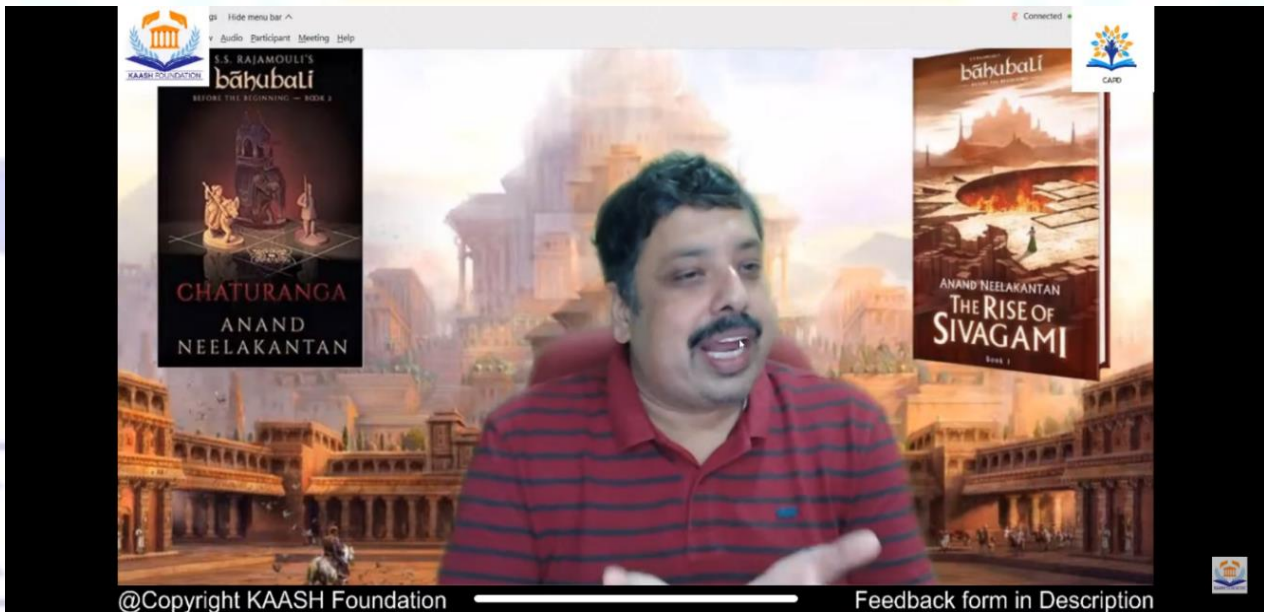 gs Hide menu bar ^
Connected
v Audio Participant Meeting Help
KAASH FOUNDATION
CAPD
S.S. RAJAMOULI'S
bāhubali
BEFORE THE BEGINNING — BOOK 2
CHATURANGA
ANAND
NEELAKANTAN
bāhubali
ANAND NEELAKANTAN
THE RISE OF
SIVAGAMI
Book 1
@Copyright KAASH Foundation
Feedback form in Description